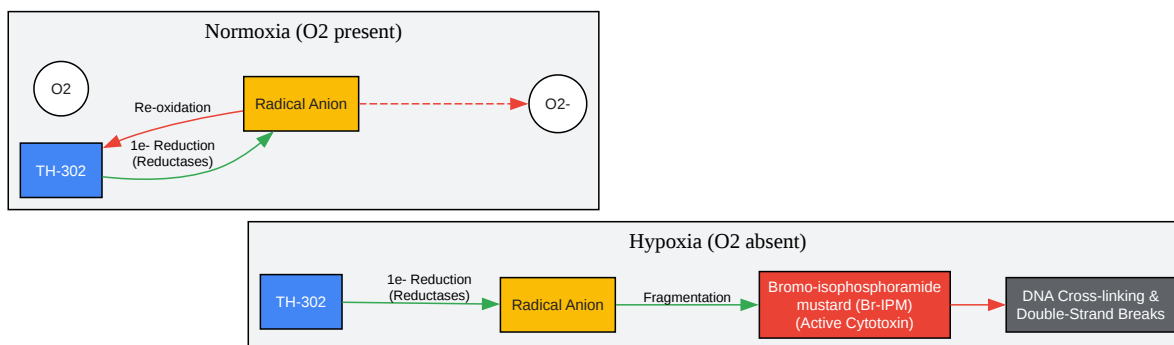 Normoxia (O2 present)
O2
Radical Anion
O2-
Re-oxidation
1e- Reduction
(Reductases)
TH-302
Hypoxia (O2 absent)
TH-302
1e- Reduction
(Reductases)
Radical Anion
Fragmentation
Bromo-isophosphoramide
mustard (Br-IPM)
(Active Cytotoxin)
DNA Cross-linking &
Double-Strand Breaks